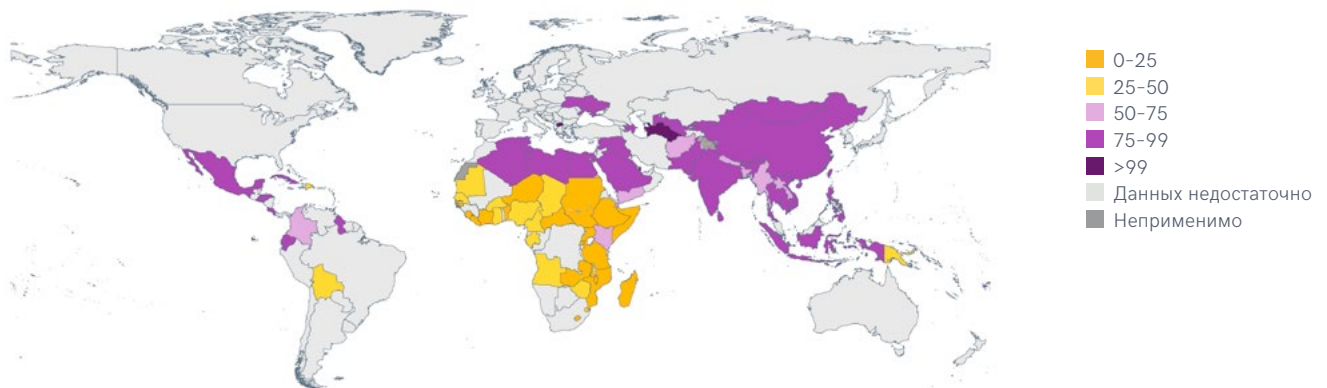 0-25
25-50
50-75
75-99
>99
Данных недостаточно
Неприменимо